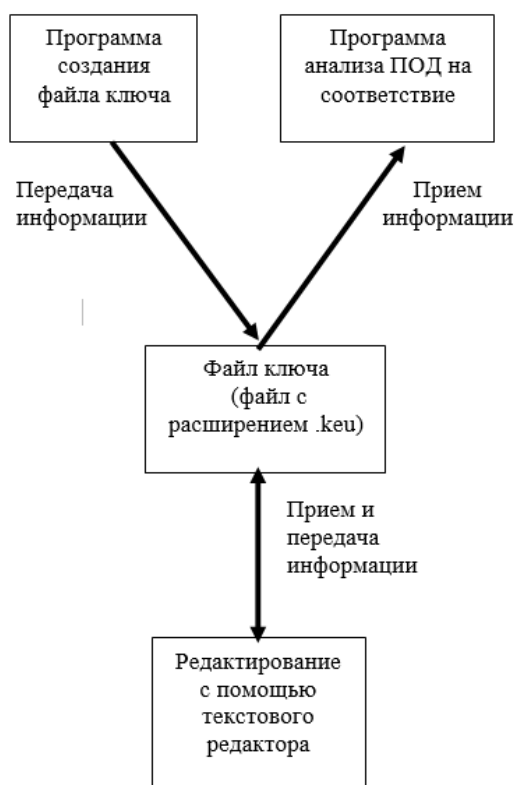 Программа
создания
файла ключа
Программа
анализа ПОД на
соответствие
Передача
информации
Прием
информации
Файл ключа
(файл с
расширением .keu)
Прием и
передача
информации
Редактирование
с помощью
текстового
редактора